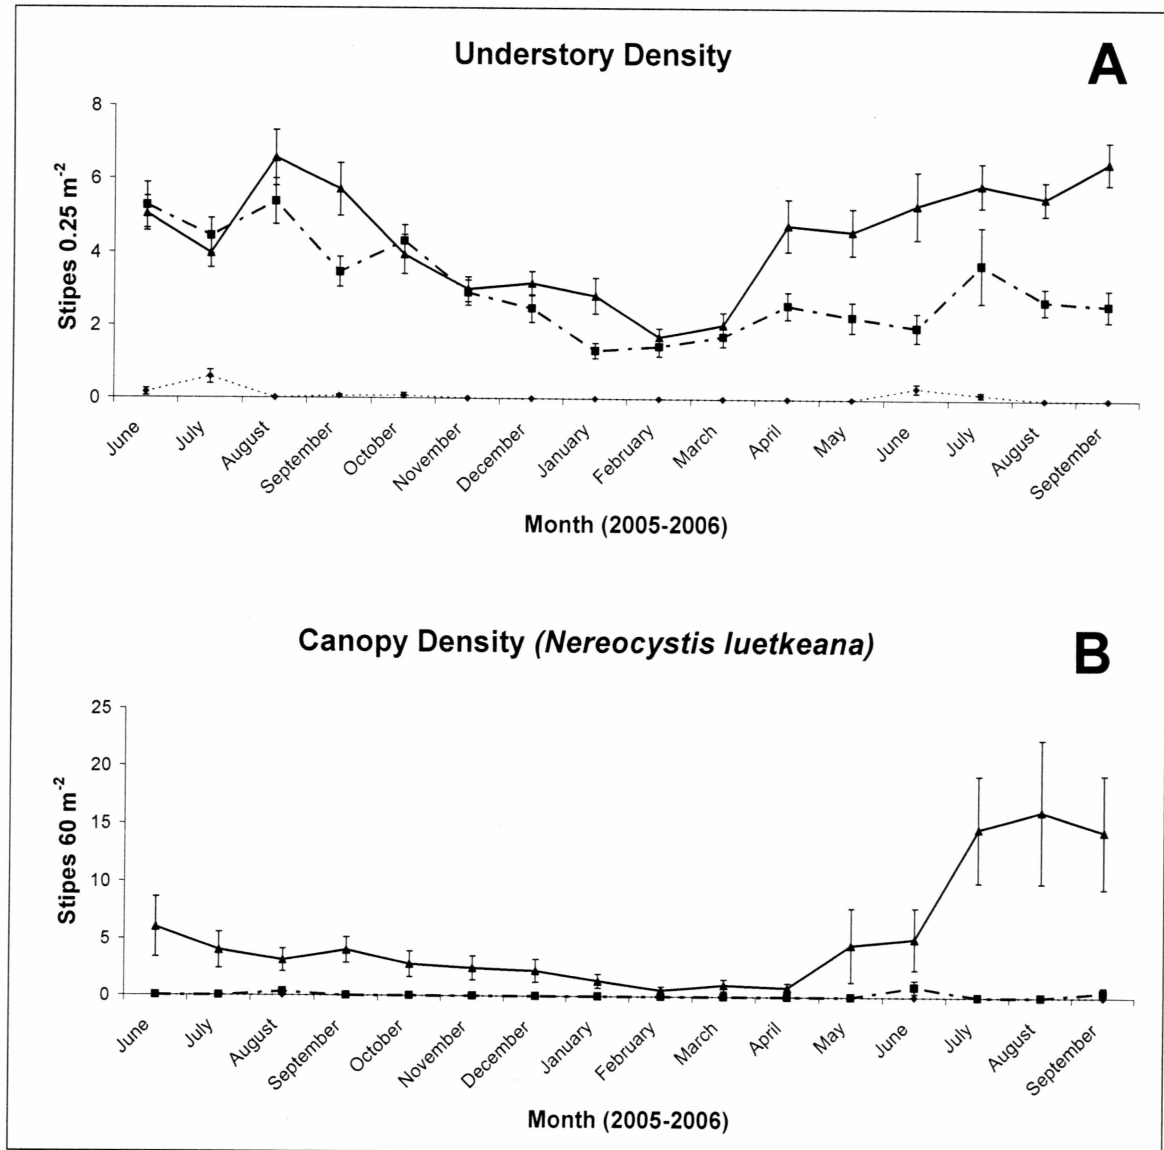 Understory Density
A
Stipes 0.25 m⁻²
8
6
4
2
0
June
July
August
September
October
November
December
January
February
March
April
May
June
July
August
September
Month (2005-2006)
Canopy Density (Nereocystis luetkeana)
B
Stipes 60 m⁻²
25
20
15
10
5
0
June
July
August
September
October
November
December
January
February
March
April
May
June
July
August
September
Month (2005-2006)